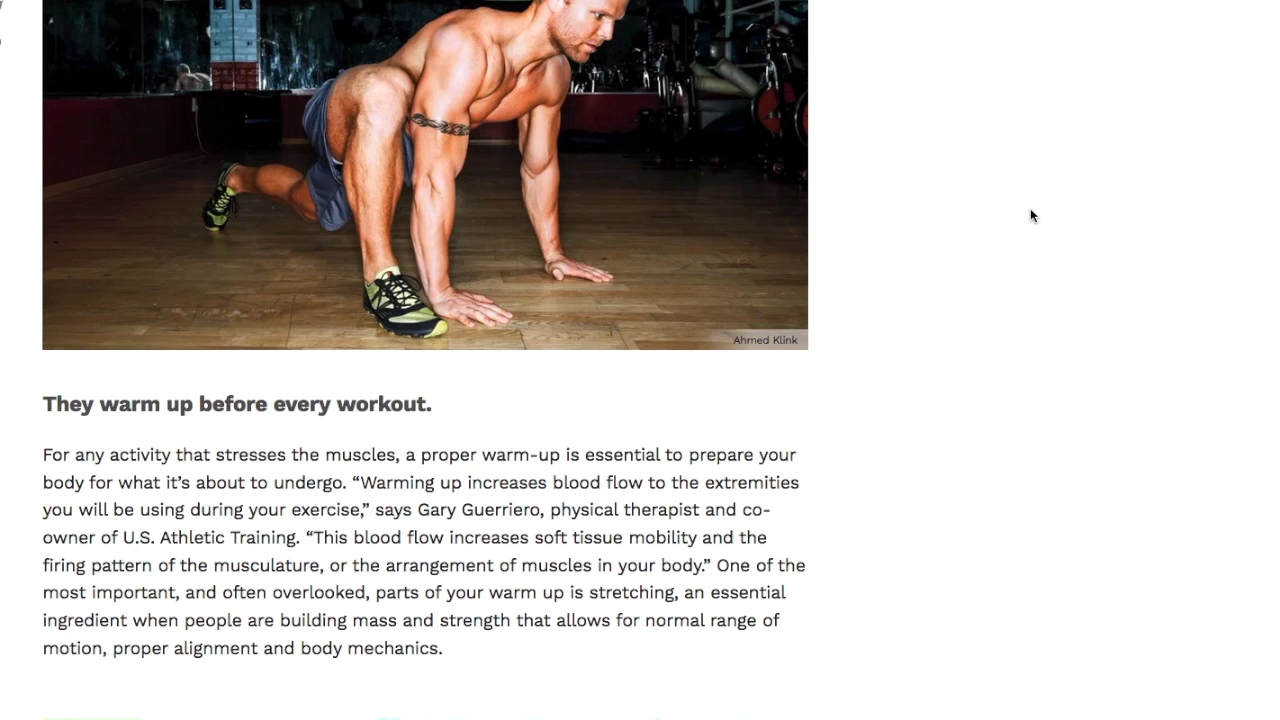 Ahmed Klink
They warm up before every workout.
For any activity that stresses the muscles, a proper warm-up is essential to prepare your
body for what it’s about to undergo. “Warming up increases blood flow to the extremities
you will be using during your exercise,” says Gary Guerriero, physical therapist and co-
owner of U.S. Athletic Training. “This blood flow increases soft tissue mobility and the
firing pattern of the musculature, or the arrangement of muscles in your body.” One of the
most important, and often overlooked, parts of your warm up is stretching, an essential
ingredient when people are building mass and strength that allows for normal range of
motion, proper alignment and body mechanics.